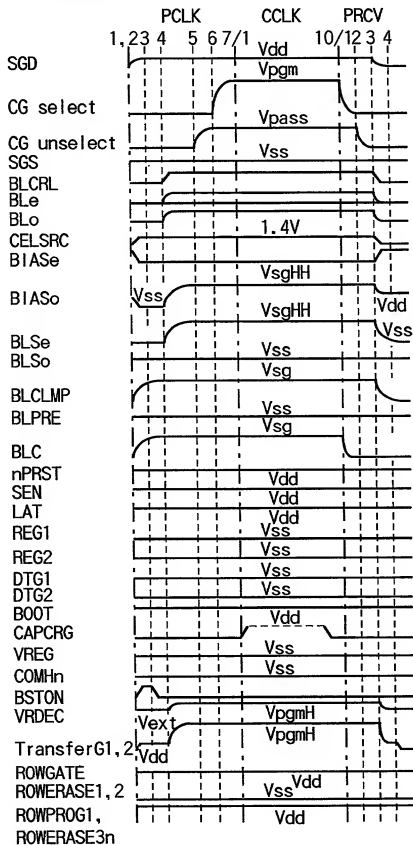 PCLK CCLK PRCV
1,23 4 5 6 7/1 10/12 3 4
SGD Vdd
Vpgm
CG select
Vpass
CG unselect
Vss
SGS
BLCRL
BLe
BLo
1.4V
CELSRC
BIASe
VsgHH
BIASo Vss Vdd
VsgHH
BLSe Vss
BLSo Vss
Vsg
BLCLMP
BLPRE Vss
Vsg
BLC
nPRST Vdd
SEN Vdd
LAT Vdd
REG1 Vss
REG2 Vss
DTG1 Vss
DTG2 Vss
BOOT
CAPCRG Vdd
VREG Vss
COMHn Vss
BSTON
VRDEC Vext VpgmH
TransferG1,2 Vdd VpgmH
ROWGATE Vdd
ROWERASE1,2 Vss
ROWPROG1, Vdd
ROWERASE3n